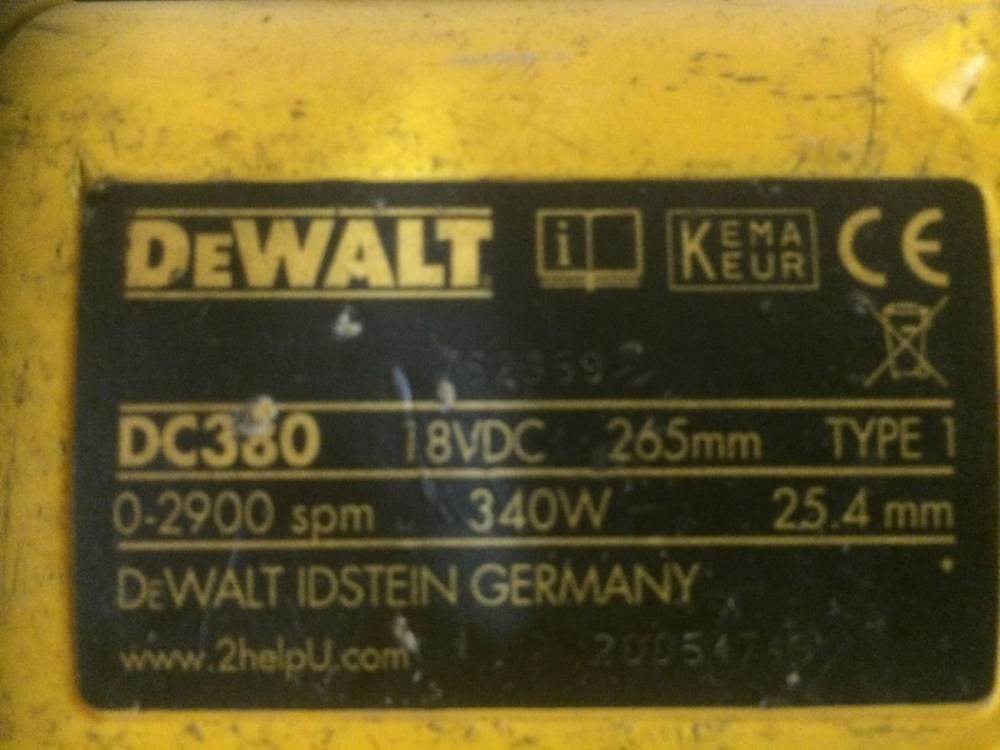 DEWALT i KEMA EUR CE
DC380 18VDC 265mm TYPE 1
0-2900 spm 340W 25.4 mm
DEWALT IDSTEIN GERMANY
www.2helpU.com